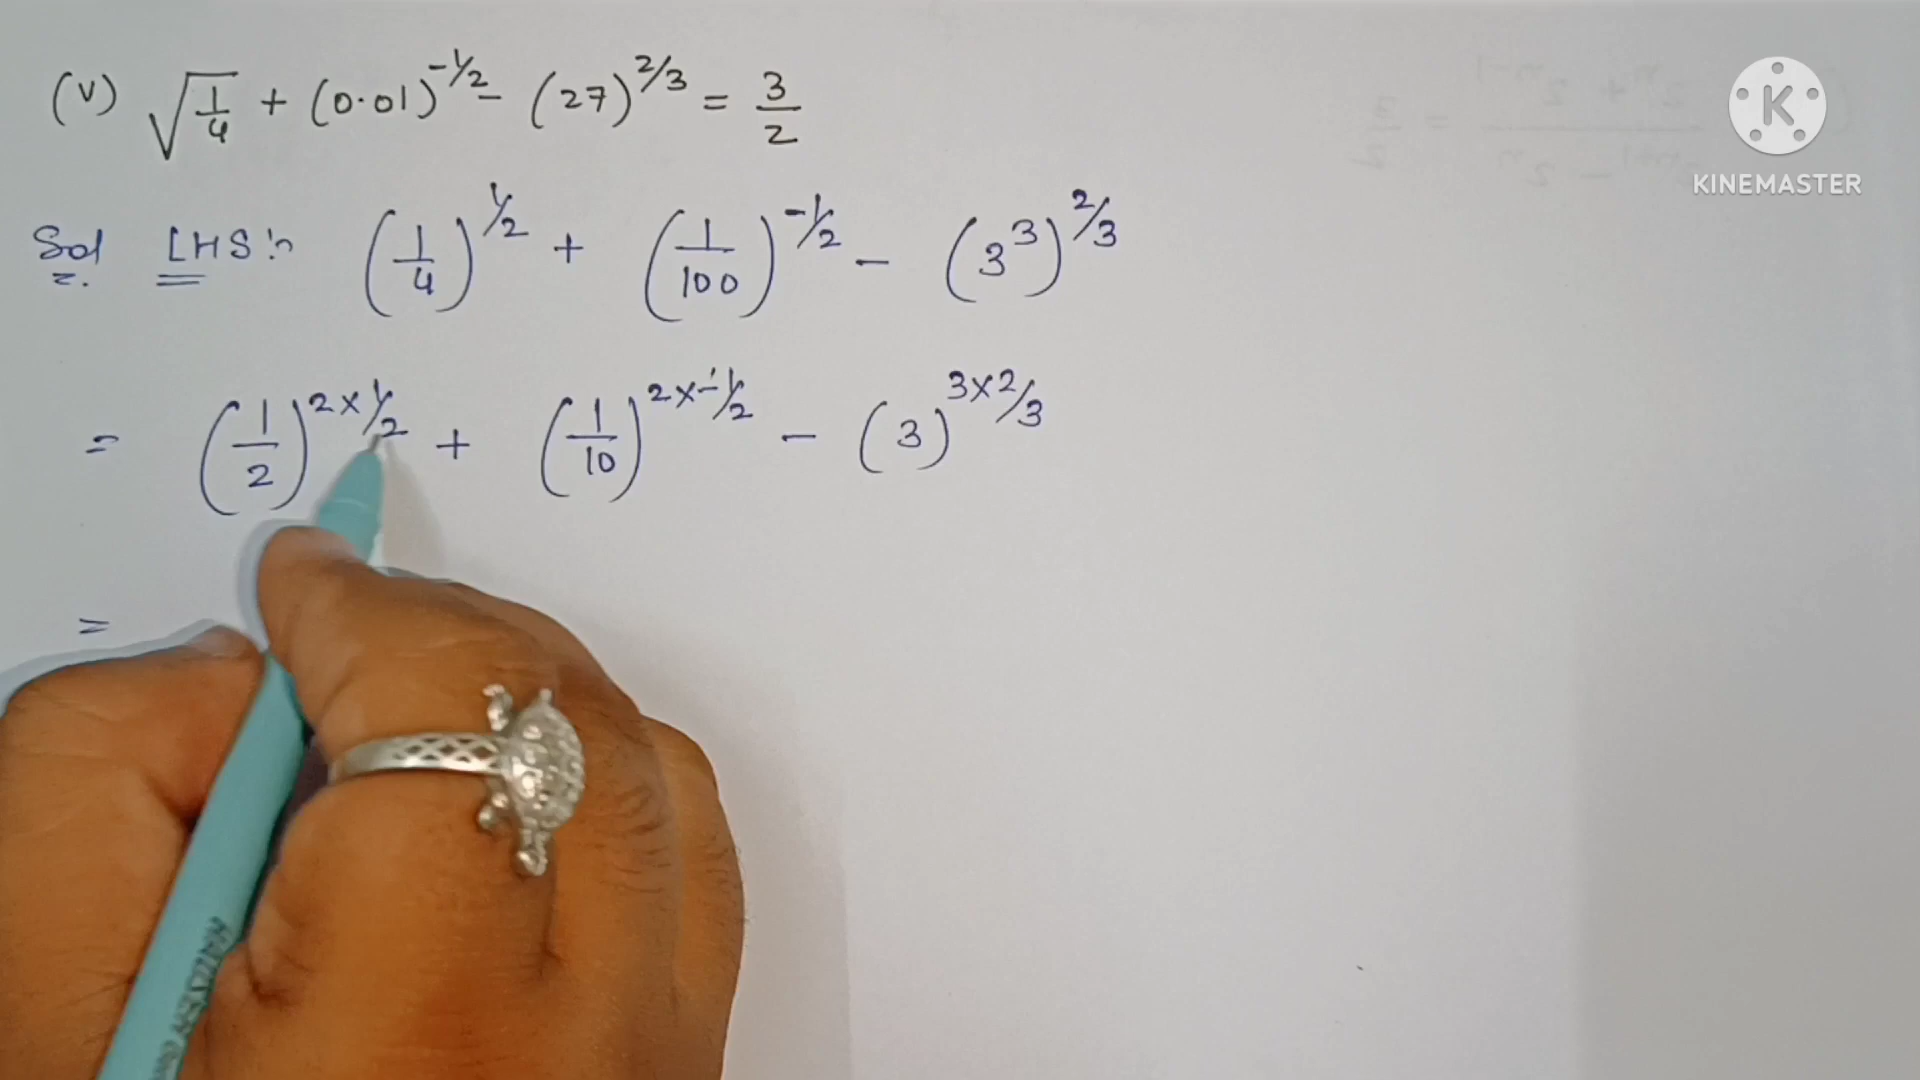 (V) √1/4 + (0.01)^-1/2 - (27)^2/3 = 3/2
K
KINEMASTER
Sol LHS:- (1/4)^1/2 + (1/100)^-1/2 - (3^3)^2/3
= (1/2)^2×1/2 + (1/10)^2×-1/2 - (3)^3×2/3
=